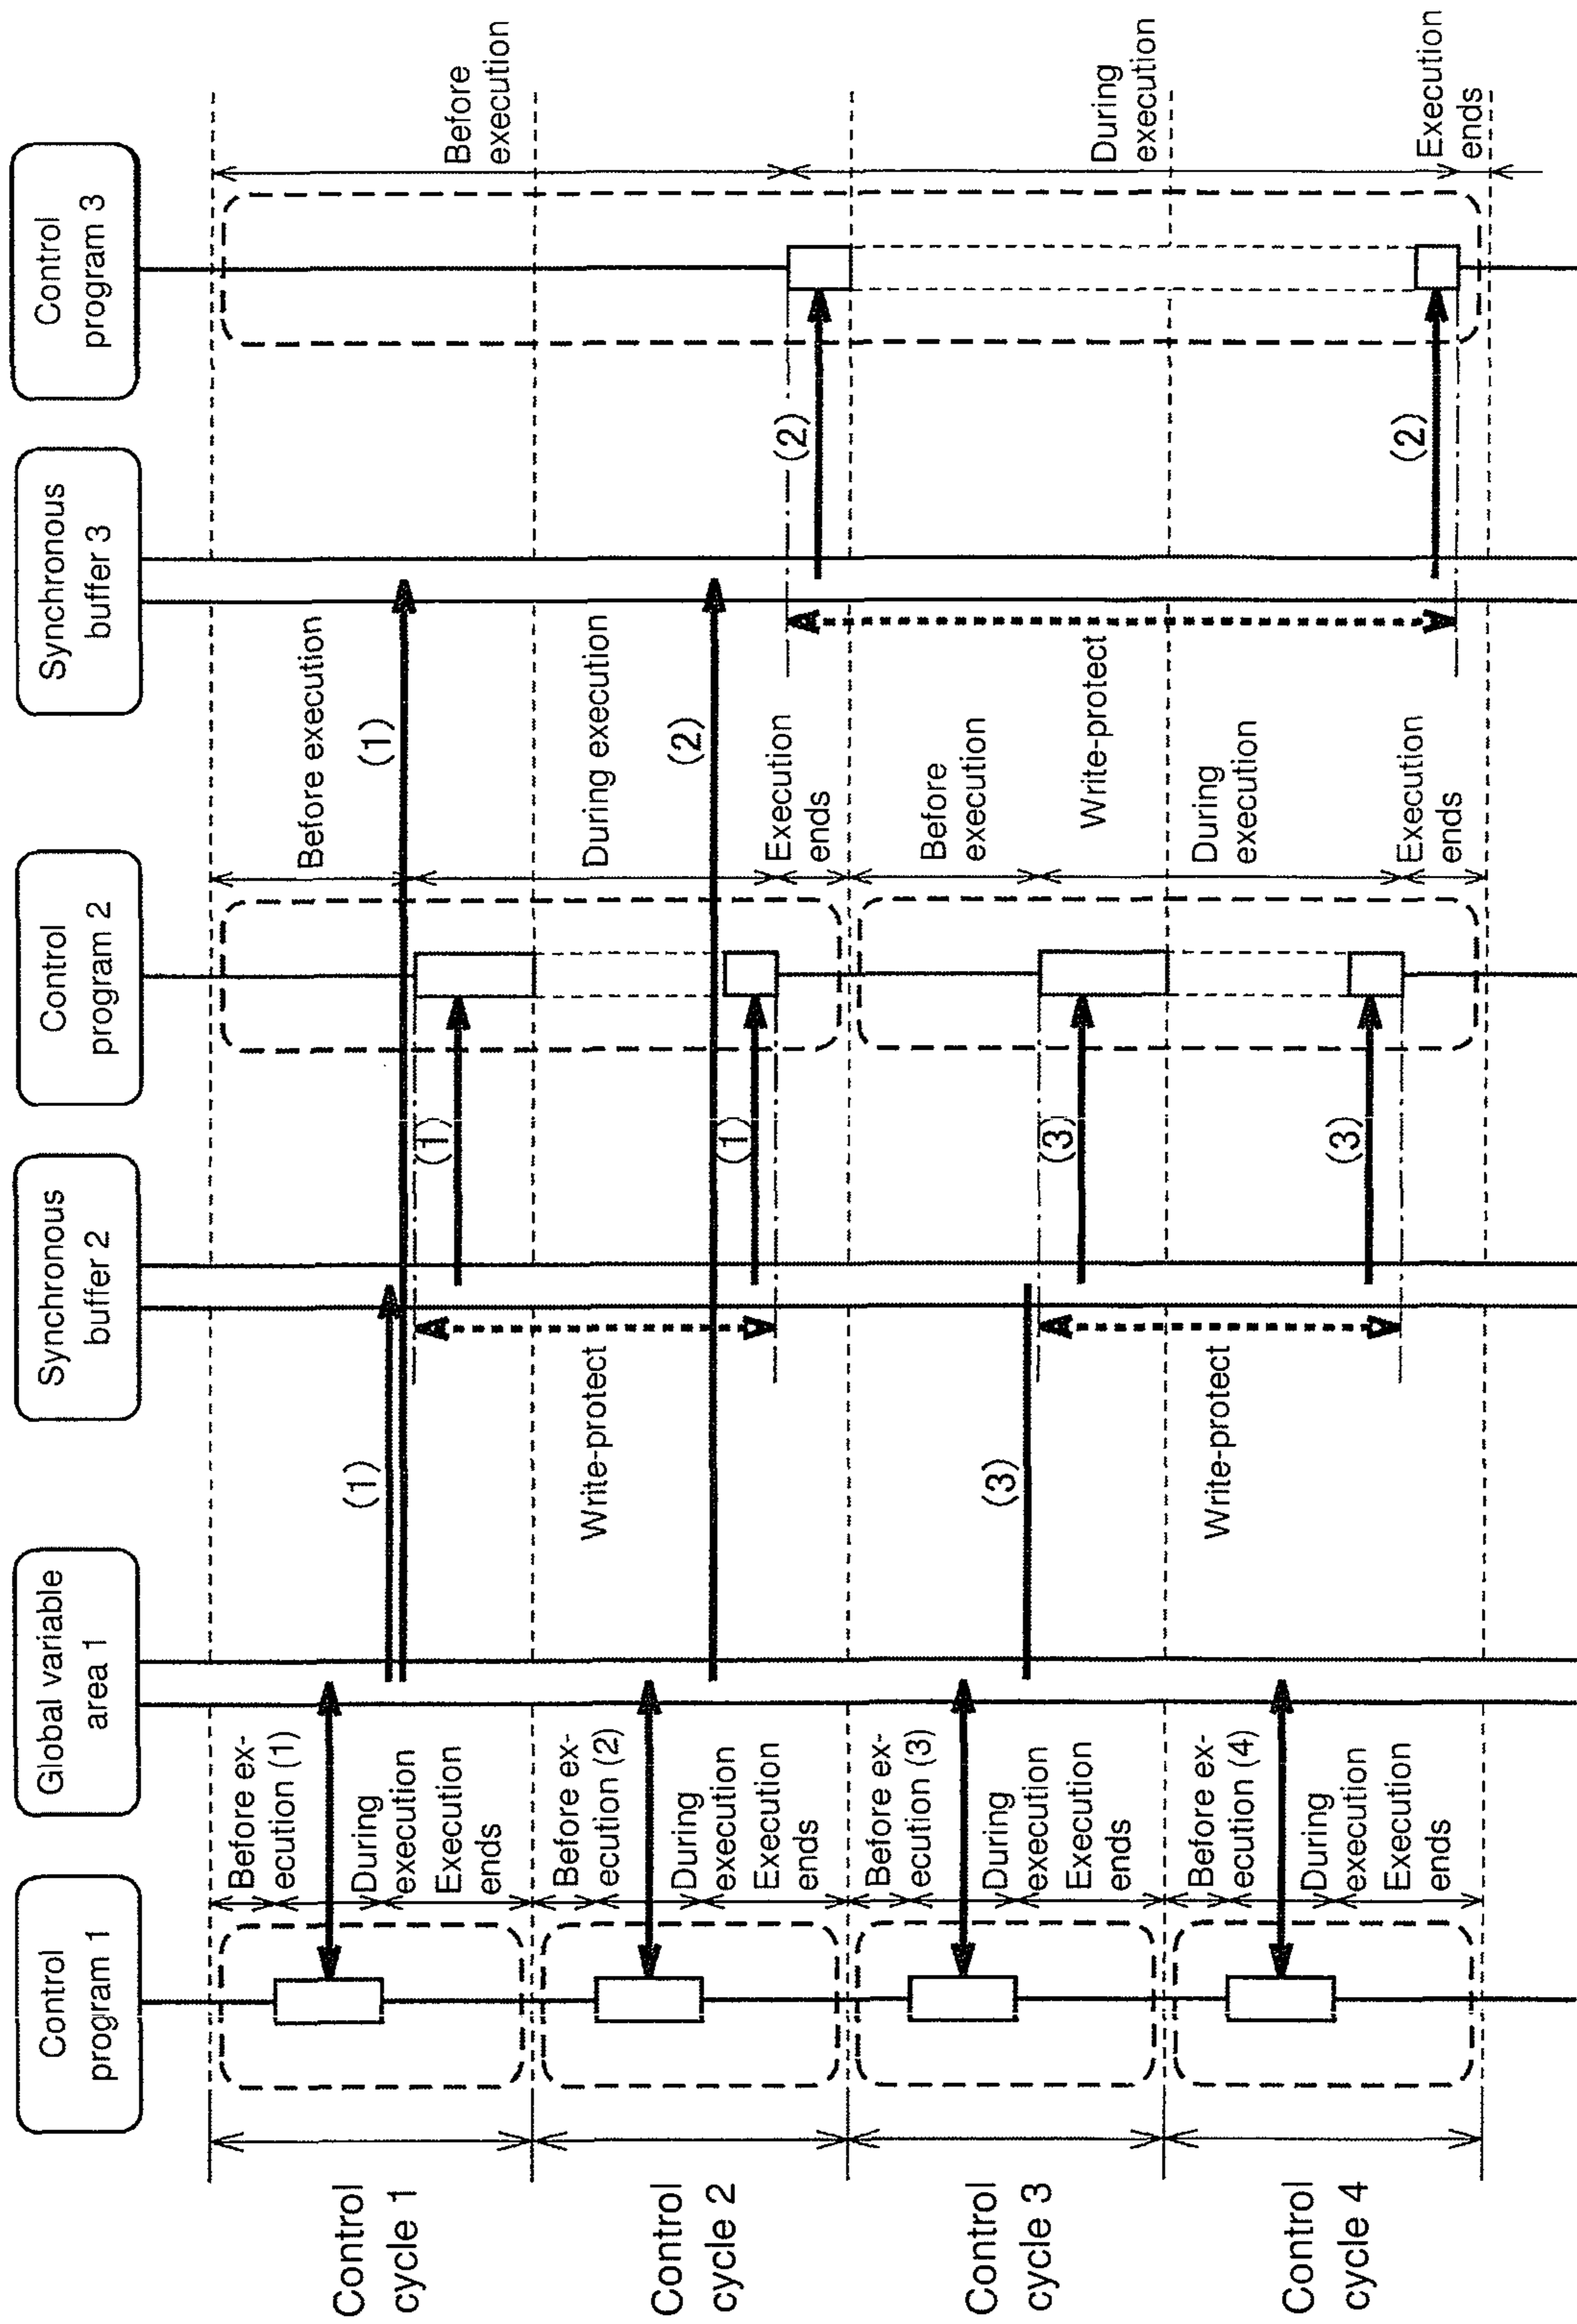 Control
program 1
Global variable
area 1
Synchronous
buffer 2
Control
program 2
Synchronous
buffer 3
Control
program 3
Control
cycle 1
Before ex-
ecution (1)
During
execution
Execution
ends
(1)
(1)
Before execution
(1)
Before
execution
Control
cycle 2
Before ex-
ecution (2)
During
execution
Execution
ends
Write-protect
(1)
During execution
(2)
Execution
ends
(2)
Control
cycle 3
Before ex-
ecution (3)
During
execution
Execution
ends
(3)
(3)
Before
execution
Write-protect
During
execution
Control
cycle 4
Before ex-
ecution (4)
During
execution
Execution
ends
Write-protect
(3)
During
execution
Execution
ends
(2)
Execution
ends